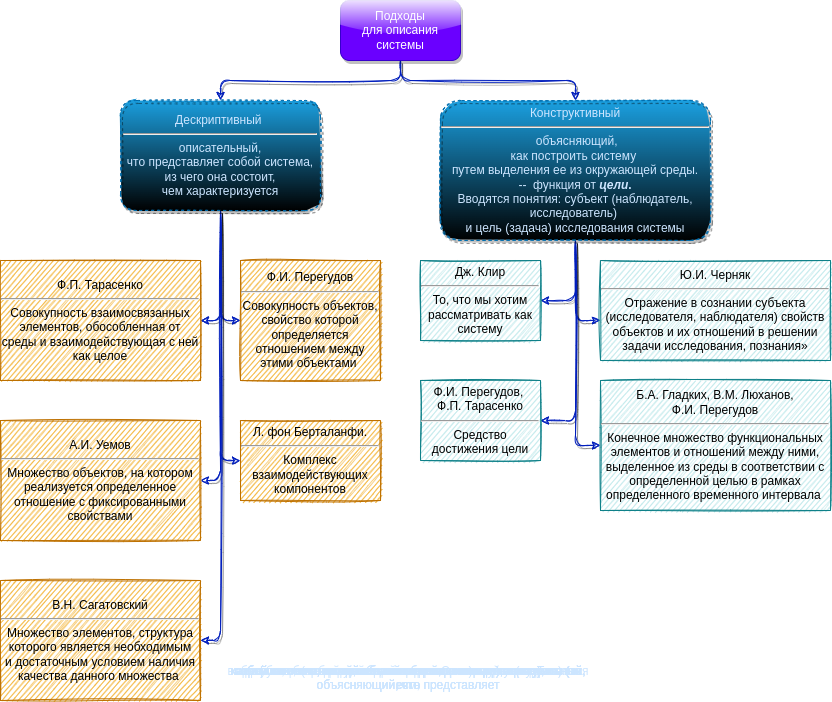 Подходы
для описания
системы
Дескриптивный
описательный,
что представляет собой система,
из чего она состоит,
чем характеризуется
Конструктивный
объясняющий,
как построить систему
путем выделения ее из окружающей среды.
-- функция от цели.
Вводятся понятия: субъект (наблюдатель,
исследователь)
и цель (задача) исследования системы
Ф.П. Тарасенко
Совокупность взаимосвязанных
элементов, обособленная от
среды и взаимодействующая с ней
как целое
Ф.И. Перегудов
Совокупность объектов,
свойство которой
определяется
отношением между
этими объектами
Дж. Клир
То, что мы хотим
рассматривать как
систему
Ю.И. Черняк
Отражение в сознании субъекта
(исследователя, наблюдателя) свойств
объектов и их отношений в решении
задачи исследования, познания»
А.И. Уемов
Множество объектов, на котором
реализуется определенное
отношение с фиксированными
свойствами
Л. фон Берталанфи.
Комплекс
взаимодействующих
компонентов
Ф.И. Перегудов,
Ф.П. Тарасенко
Средство
достижения цели
Б.А. Гладких, В.М. Люханов,
Ф.И. Перегудов
Конечное множество функциональных
элементов и отношений между ними,
выделенное из среды в соответствии с
определенной целью в рамках
определенного временного интервала
В.Н. Сагатовский
Множество элементов, структура
которого является необходимым
и достаточным условием наличия
качества данного множества
представляет